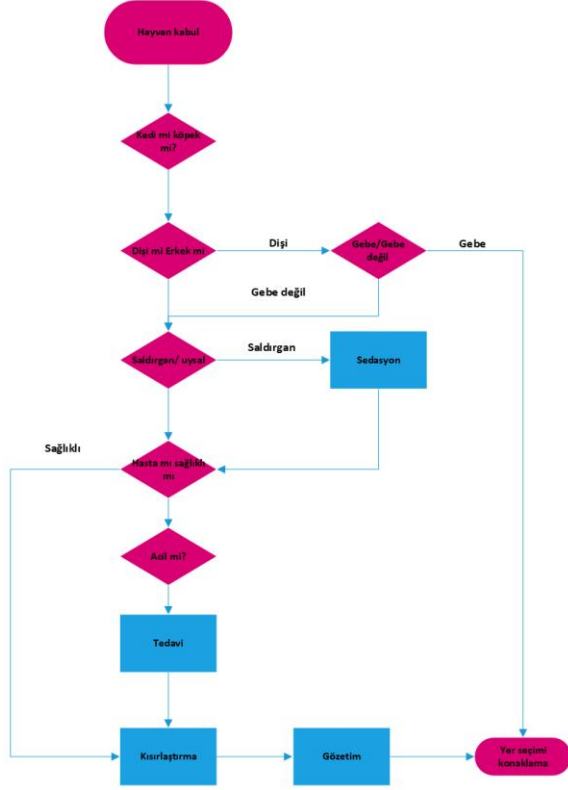 Hayvan kabul
Kedi mi köpek
mi?
Dişi mi Erkek mı
Dişi
Gebe/Gebe
değil
Gebe
Gebe değil
Saldırgan/ uysal
Saldırgan
Sedasyon
Sağlıklı
Hasta mı sağlıklı
mı
Acil mi?
Tedavi
Kısırlaştırma
Gözetim
Yer seçimi
konaklama